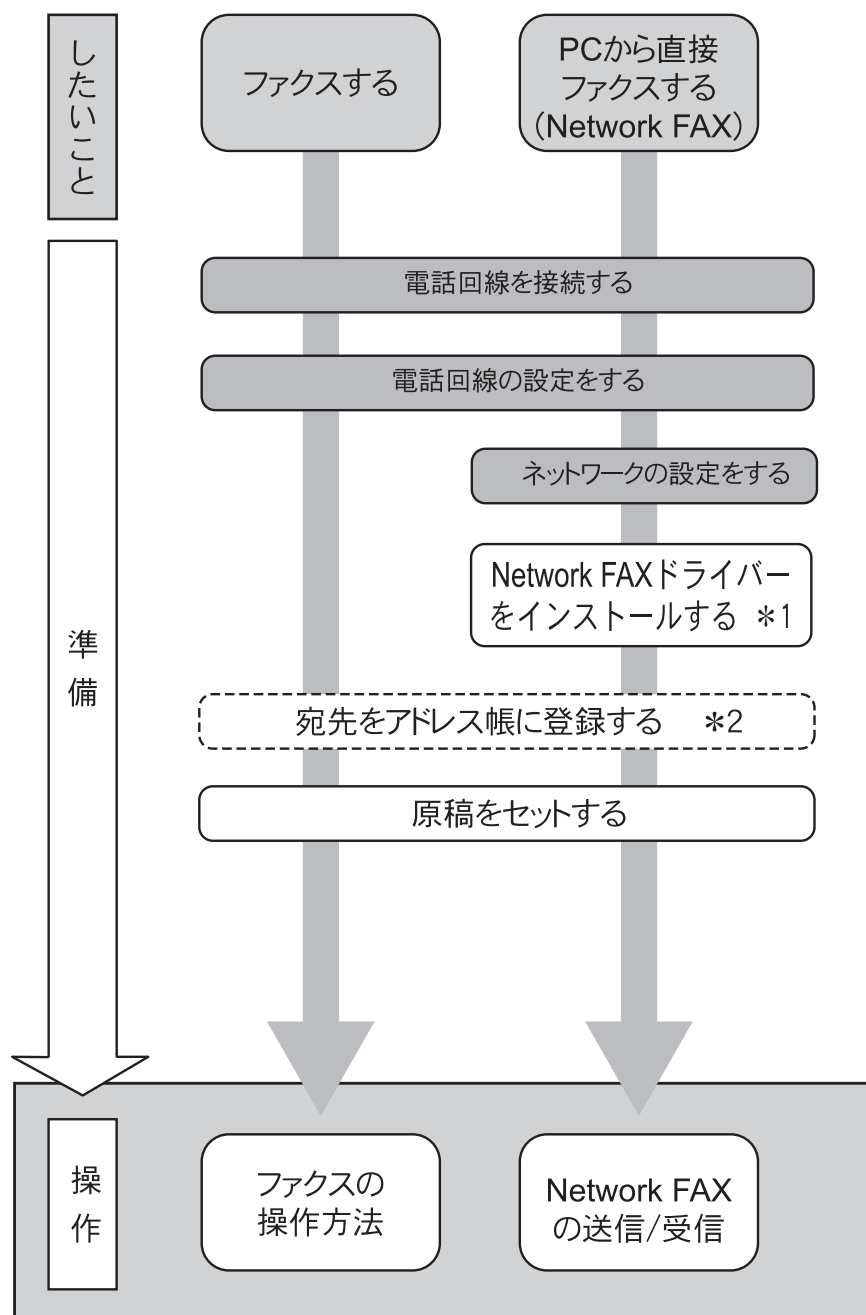 したいこと
ファクスする
PCから直接
ファクスする
(Network FAX)
電話回線を接続する
電話回線の設定をする
ネットワークの設定をする
Network FAXドライバー
をインストールする *1
準備
宛先をアドレス帳に登録する *2
原稿をセットする
操作
ファクスの
操作方法
Network FAX
の送信/受信